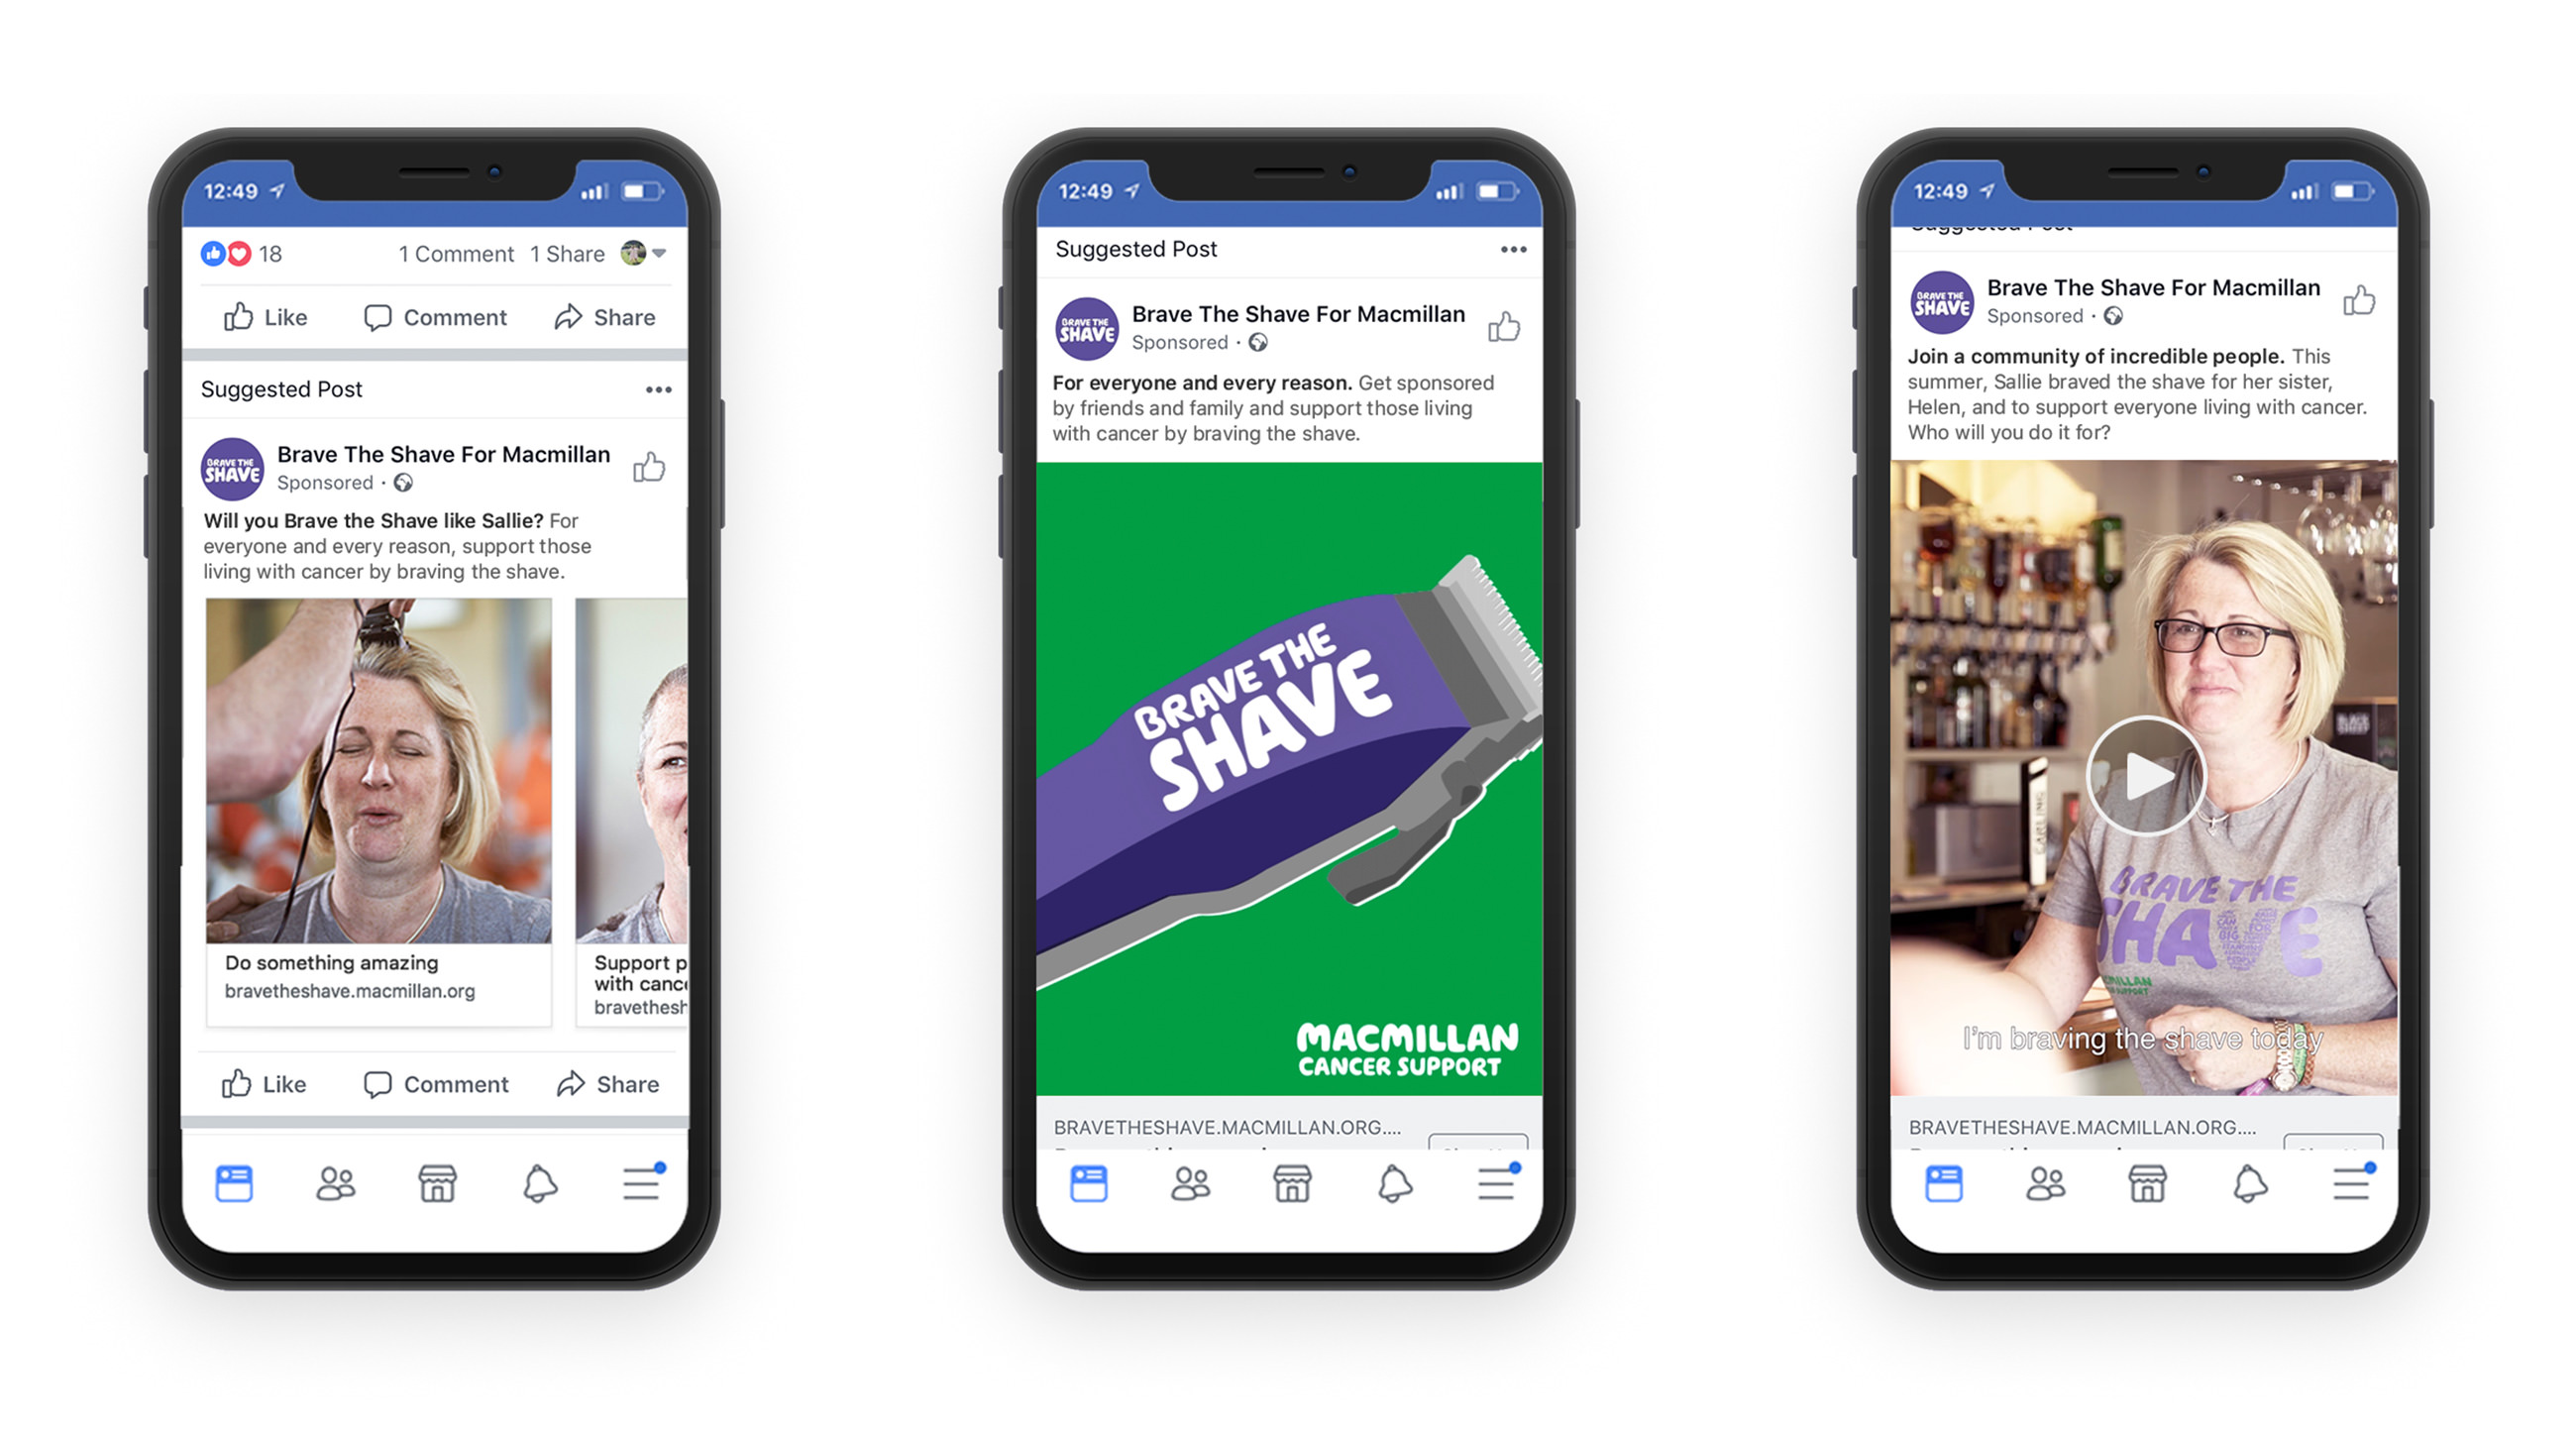 12:49
18 1 Comment 1 Share
Like Comment Share
Suggested Post
BRAVE THE
SHAVE
Brave The Shave For Macmillan
Sponsored ·
Will you Brave the Shave like Sallie? For
everyone and every reason, support those
living with cancer by braving the shave.
Do something amazing
bravetheshave.macmillan.org
Support p
with canc
bravethesh
Like Comment Share
12:49
Suggested Post
BRAVE THE
SHAVE
Brave The Shave For Macmillan
Sponsored ·
For everyone and every reason. Get sponsored
by friends and family and support those living
with cancer by braving the shave.
BRAVE THE
SHAVE
MACMILLAN
CANCER SUPPORT
BRAVETHESHAVE.MACMILLAN.ORG....
12:49
Suggested Post
BRAVE THE
SHAVE
Brave The Shave For Macmillan
Sponsored ·
Join a community of incredible people. This
summer, Sallie braved the shave for her sister,
Helen, and to support everyone living with cancer.
Who will you do it for?
CARLING
BRAVE THE
SHAVE
I'm braving the shave today
BRAVETHESHAVE.MACMILLAN.ORG....